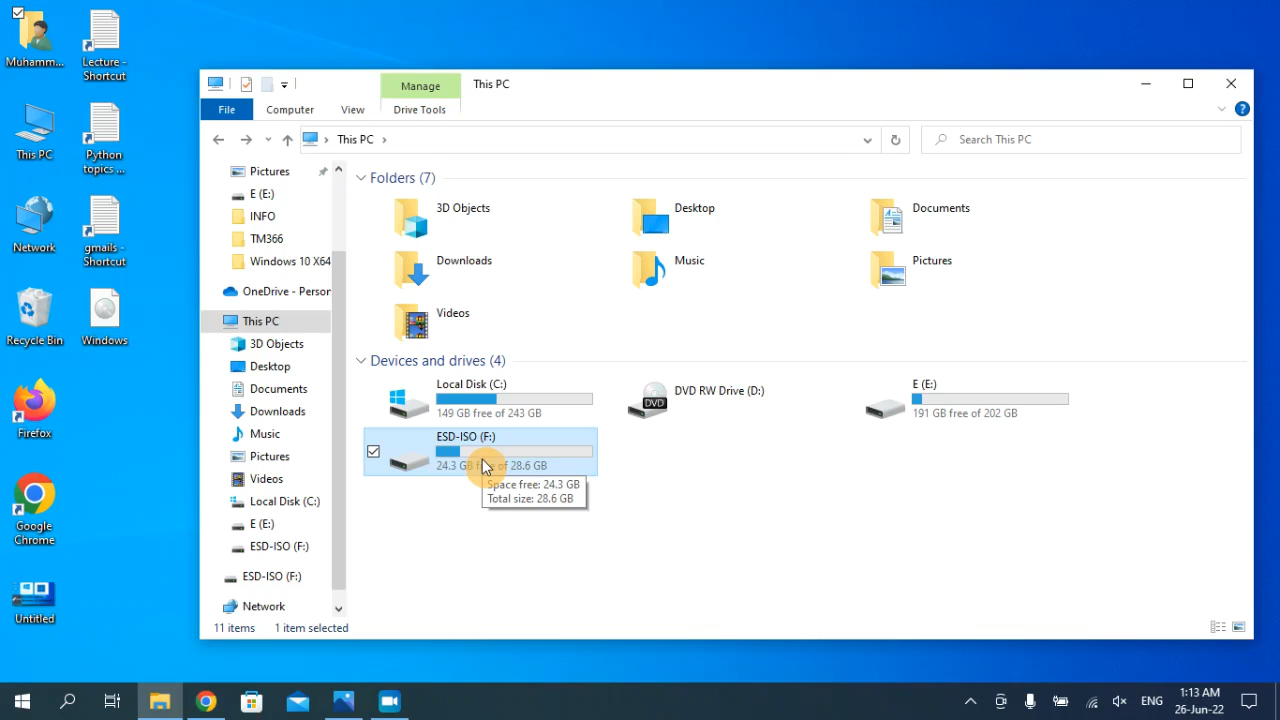 Muhamm...
Lecture -
Shortcut
This PC
Python
topics ...
Network
gmails -
Shortcut
Recycle Bin
Windows
Firefox
Google
Chrome
Untitled
Manage
This PC
File
Computer
View
Drive Tools
This PC
Search This PC
Pictures
E (E:)
INFO
TM366
Windows 10 X64
OneDrive - Person
This PC
3D Objects
Desktop
Documents
Downloads
Music
Pictures
Videos
Local Disk (C:)
E (E:)
ESD-ISO (F:)
ESD-ISO (F:)
Network
Folders (7)
3D Objects
Desktop
Documents
Downloads
Music
Pictures
Videos
Devices and drives (4)
Local Disk (C:)
149 GB free of 243 GB
DVD RW Drive (D:)
DVD
E (E:)
191 GB free of 202 GB
ESD-ISO (F:)
24.3 GB free of 28.6 GB
Space free: 24.3 GB
Total size: 28.6 GB
11 items
1 item selected
ENG
1:13 AM
26-Jun-22